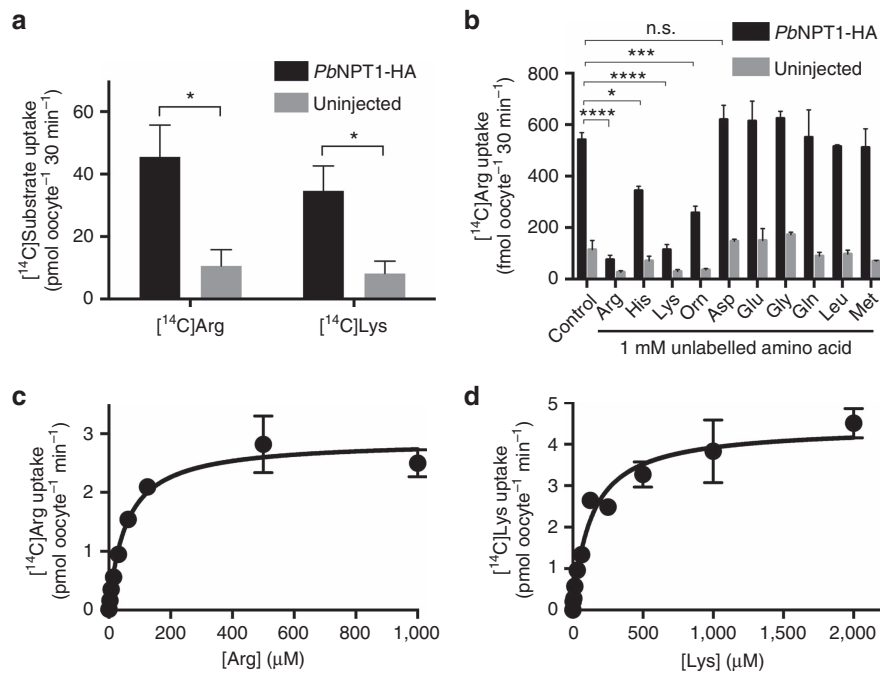 a
PbNPT1-HA
Uninjected
[¹⁴C]Substrate uptake
(pmol oocyte⁻¹ 30 min⁻¹)
60
40
20
0
*
*
[¹⁴C]Arg
[¹⁴C]Lys
b
PbNPT1-HA
Uninjected
[¹⁴C]Arg uptake
(fmol oocyte⁻¹ 30 min⁻¹)
800
600
400
200
0
n.s.
***
****
*
****
Control
Arg
His
Lys
Orn
Asp
Glu
Gly
Gln
Leu
Met
1 mM unlabelled amino acid
c
[¹⁴C]Arg uptake
(pmol oocyte⁻¹ min⁻¹)
3
2
1
0
0 200 400 600 800 1,000
[Arg] (μM)
d
[¹⁴C]Lys uptake
(pmol oocyte⁻¹ min⁻¹)
5
4
3
2
1
0
0 500 1,000 1,500 2,000
[Lys] (μM)